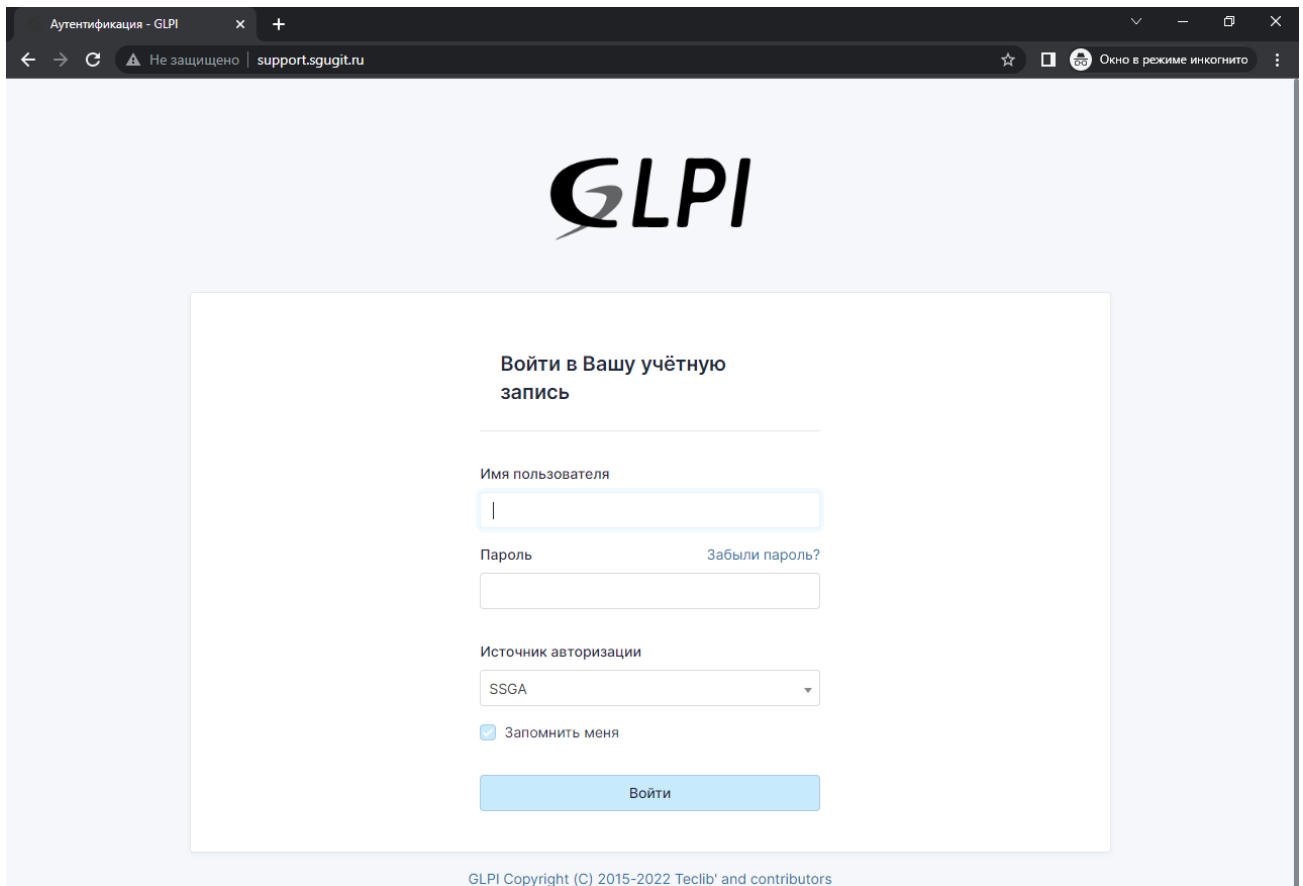 Аутентификация - GLPI
Не защищено support.sgugit.ru Окно в режиме инкогнито
GLPI
Войти в Вашу учётную
запись
Имя пользователя
Пароль Забыли пароль?
Источник авторизации
SSGA
Запомнить меня
Войти
GLPI Copyright (C) 2015-2022 Teclib' and contributors